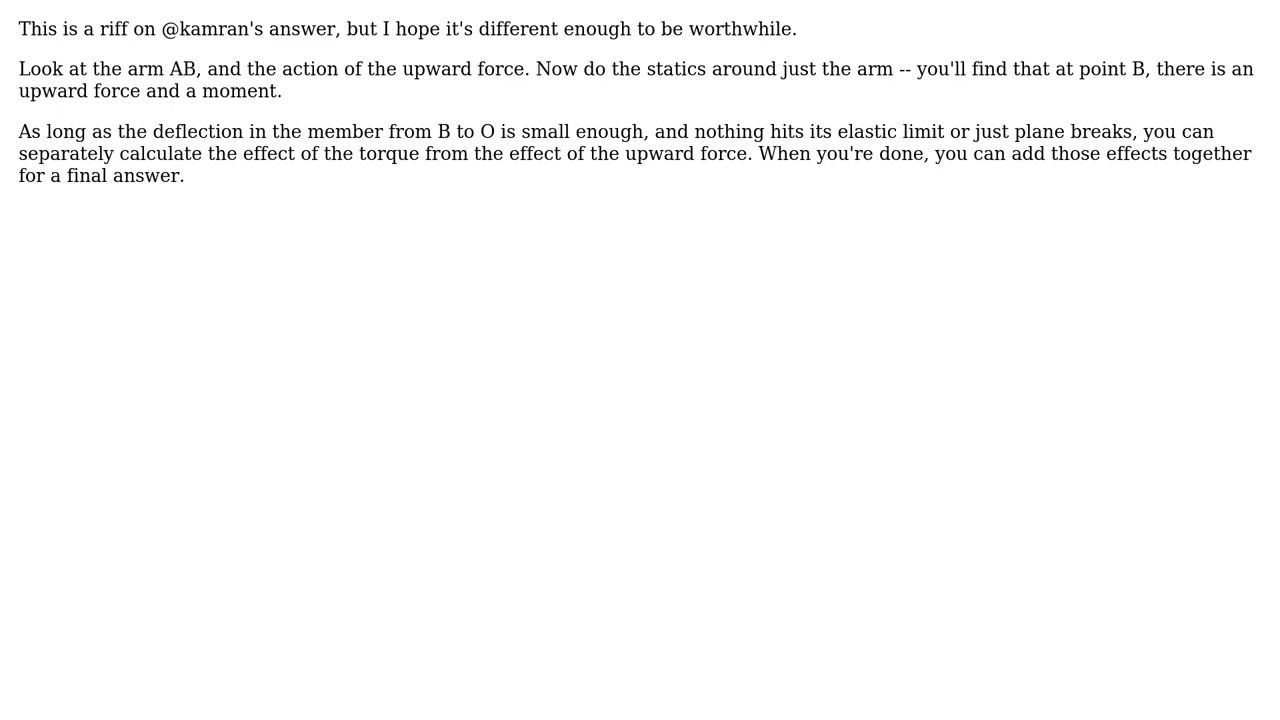 This is a riff on @kamran's answer, but I hope it's different enough to be worthwhile.
Look at the arm AB, and the action of the upward force. Now do the statics around just the arm -- you'll find that at point B, there is an
upward force and a moment.
As long as the deflection in the member from B to O is small enough, and nothing hits its elastic limit or just plane breaks, you can
separately calculate the effect of the torque from the effect of the upward force. When you're done, you can add those effects together
for a final answer.